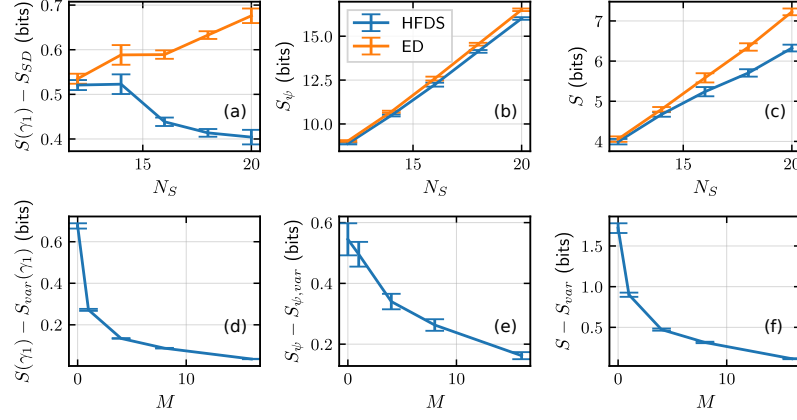 S(γ₁) − S_SD (bits)
0.7
0.6
0.5
0.4
15
20
N_S
(a)
S_ψ (bits)
15.0
12.5
10.0
HFDS
ED
15
20
N_S
(b)
S (bits)
7
6
5
4
15
20
N_S
(c)
S(γ₁) − S_var(γ₁) (bits)
0.6
0.4
0.2
0
10
M
(d)
S_ψ − S_ψ,var (bits)
0.6
0.4
0.2
0
10
M
(e)
S − S_var (bits)
1.5
1.0
0.5
0
10
M
(f)